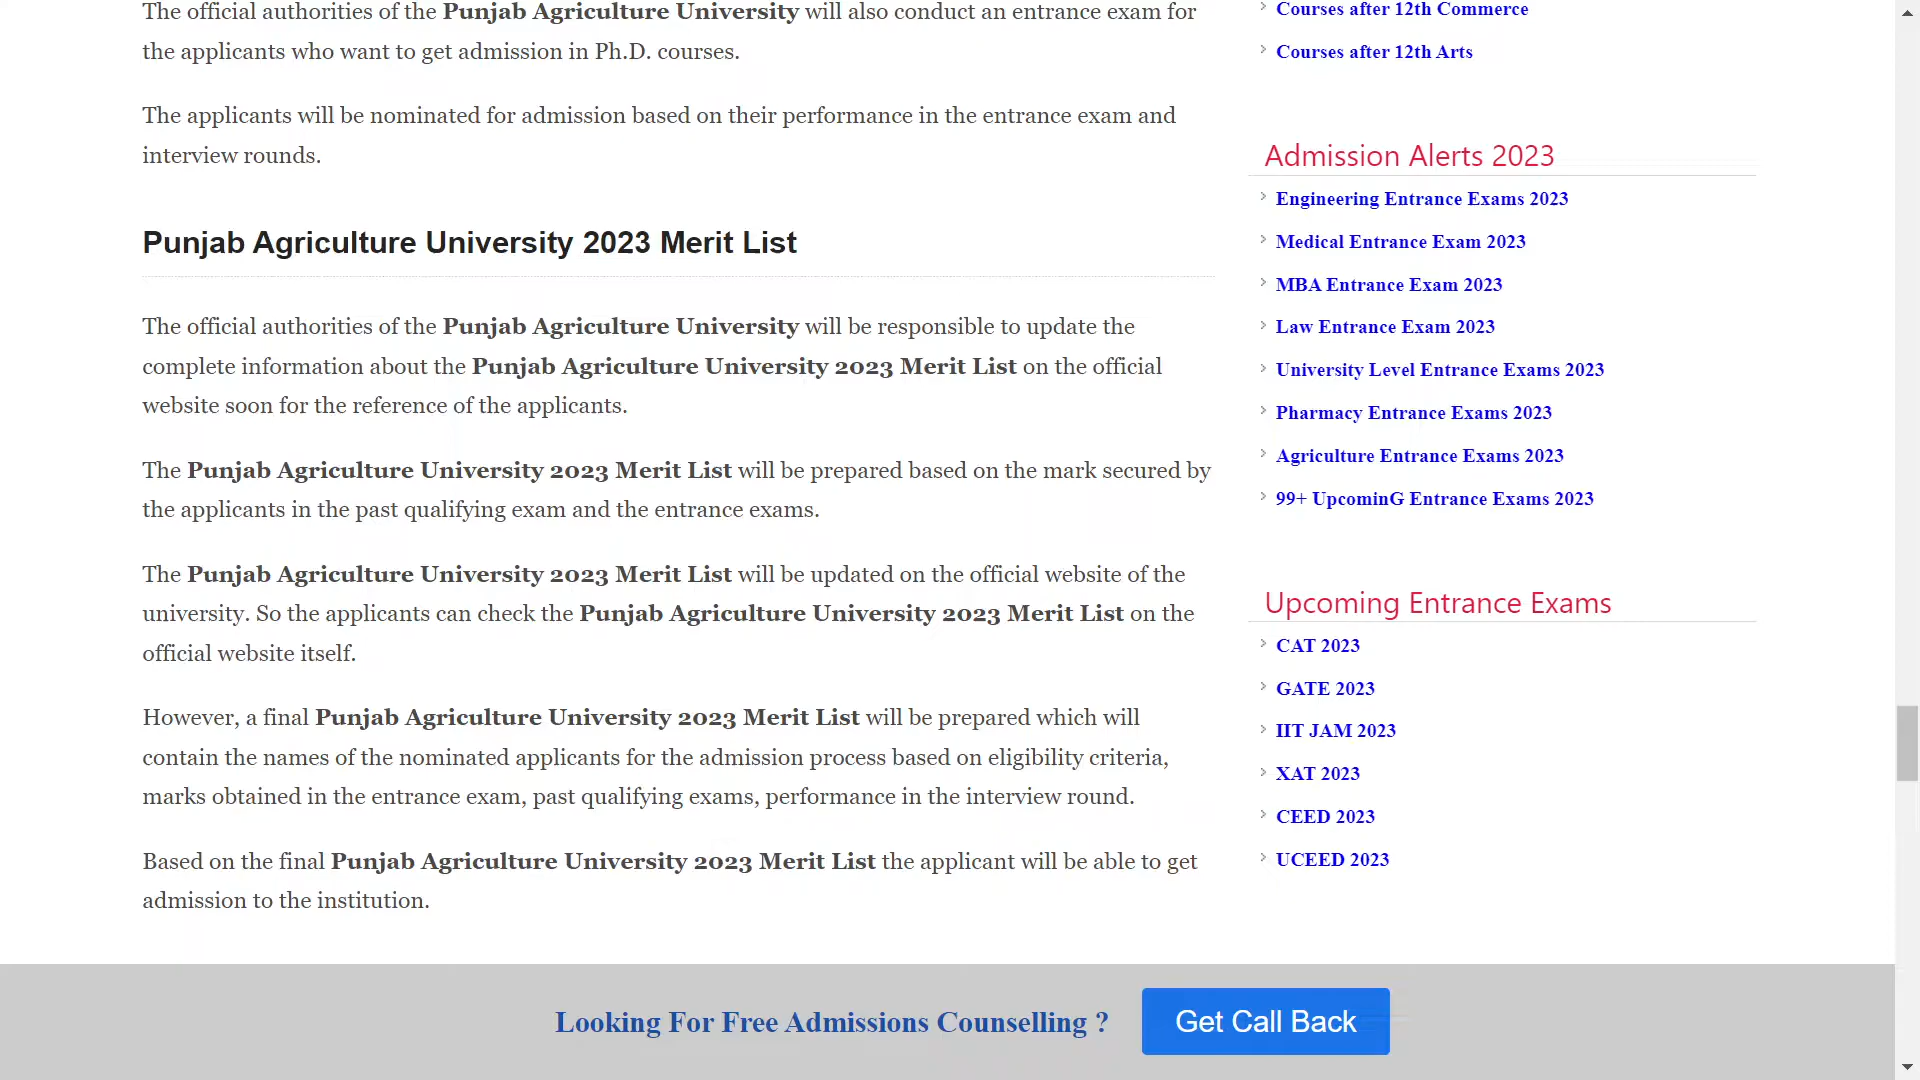 The official authorities of the Punjab Agriculture University will also conduct an entrance exam for
the applicants who want to get admission in Ph.D. courses.
The applicants will be nominated for admission based on their performance in the entrance exam and
interview rounds.
Punjab Agriculture University 2023 Merit List
The official authorities of the Punjab Agriculture University will be responsible to update the
complete information about the Punjab Agriculture University 2023 Merit List on the official
website soon for the reference of the applicants.
The Punjab Agriculture University 2023 Merit List will be prepared based on the mark secured by
the applicants in the past qualifying exam and the entrance exams.
The Punjab Agriculture University 2023 Merit List will be updated on the official website of the
university. So the applicants can check the Punjab Agriculture University 2023 Merit List on the
official website itself.
However, a final Punjab Agriculture University 2023 Merit List will be prepared which will
contain the names of the nominated applicants for the admission process based on eligibility criteria,
marks obtained in the entrance exam, past qualifying exams, performance in the interview round.
Based on the final Punjab Agriculture University 2023 Merit List the applicant will be able to get
admission to the institution.
Courses after 12th Commerce
Courses after 12th Arts
Admission Alerts 2023
Engineering Entrance Exams 2023
Medical Entrance Exam 2023
MBA Entrance Exam 2023
Law Entrance Exam 2023
University Level Entrance Exams 2023
Pharmacy Entrance Exams 2023
Agriculture Entrance Exams 2023
99+ UpcominG Entrance Exams 2023
Upcoming Entrance Exams
CAT 2023
GATE 2023
IIT JAM 2023
XAT 2023
CEED 2023
UCEED 2023
Looking For Free Admissions Counselling ?
Get Call Back